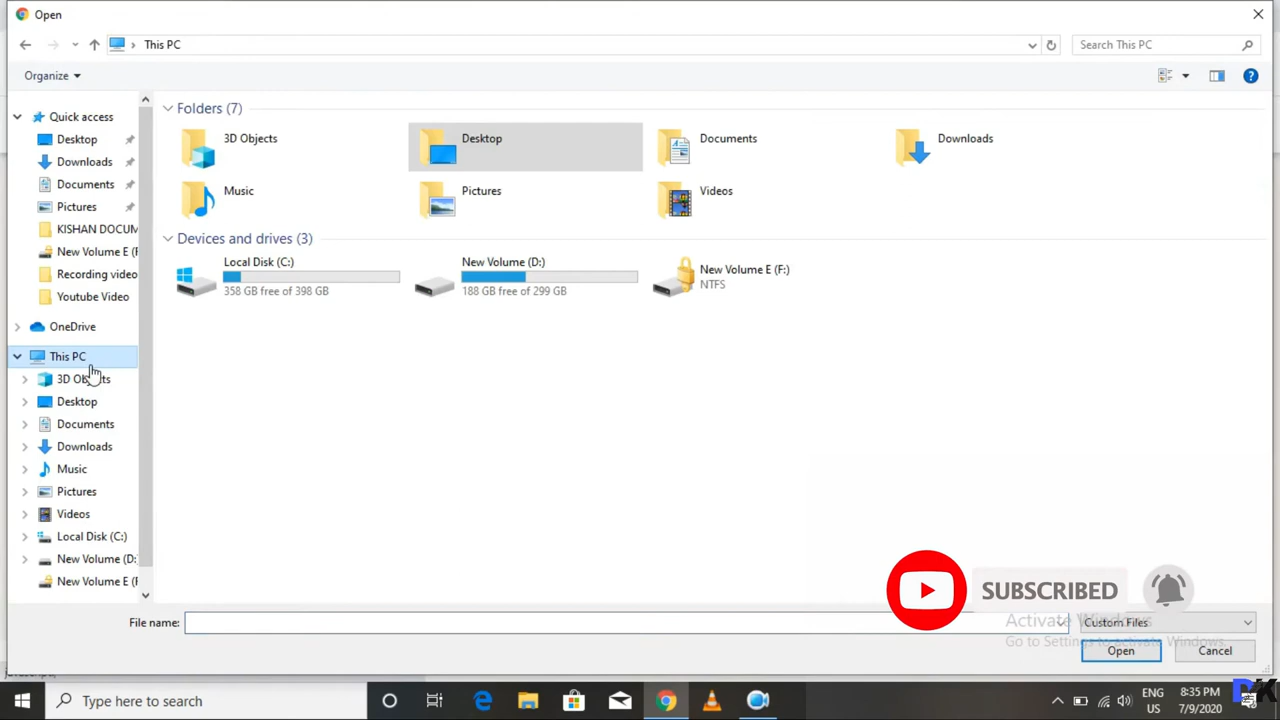 Open
This PC
Search This PC
Organize
Quick access
Desktop
Downloads
Documents
Pictures
KISHAN DOCUM
New Volume E (F
Recording video
Youtube Video
OneDrive
This PC
3D Objects
Desktop
Documents
Downloads
Music
Pictures
Videos
Local Disk (C:)
New Volume (D:
New Volume E (F
Folders (7)
3D Objects
Desktop
Documents
Downloads
Music
Pictures
Videos
Devices and drives (3)
Local Disk (C:)
358 GB free of 398 GB
New Volume (D:)
188 GB free of 299 GB
New Volume E (F:)
NTFS
SUBSCRIBED
Activate Windows
Go to Settings to activate Windows.
File name:
Custom Files
Open
Cancel
Type here to search
ENG
US
8:35 PM
7/9/2020